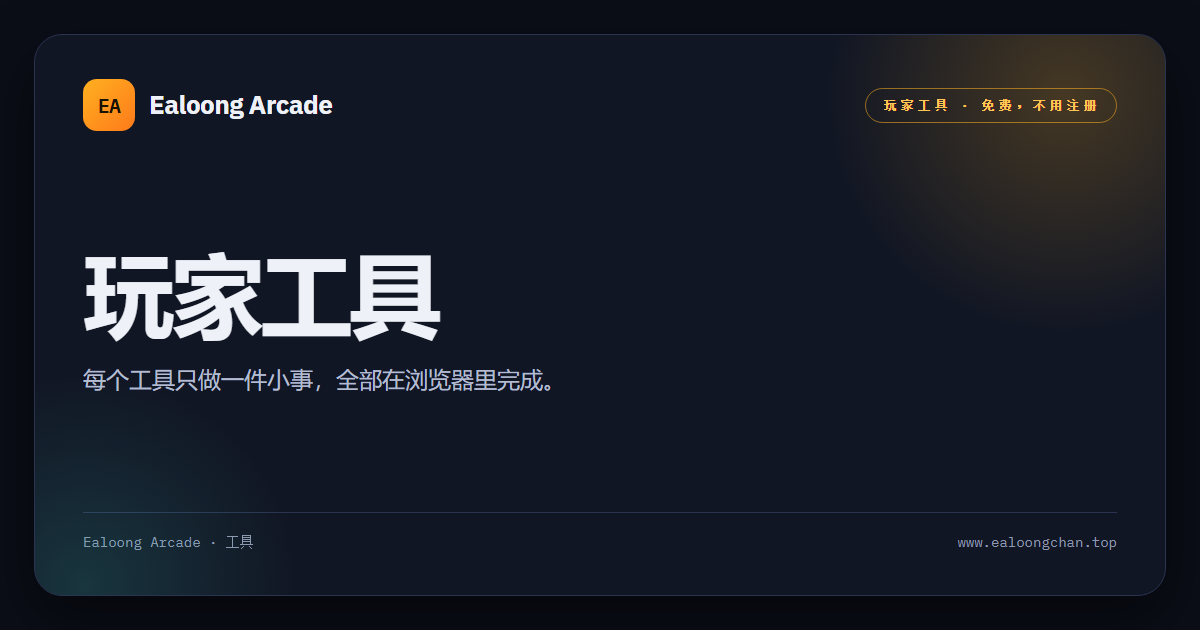 EA
Ealoong Arcade
玩家工具 · 免费，不用注册
玩家工具
每个工具只做一件小事，全部在浏览器里完成。
Ealoong Arcade · 工具
www.ealoongchan.top